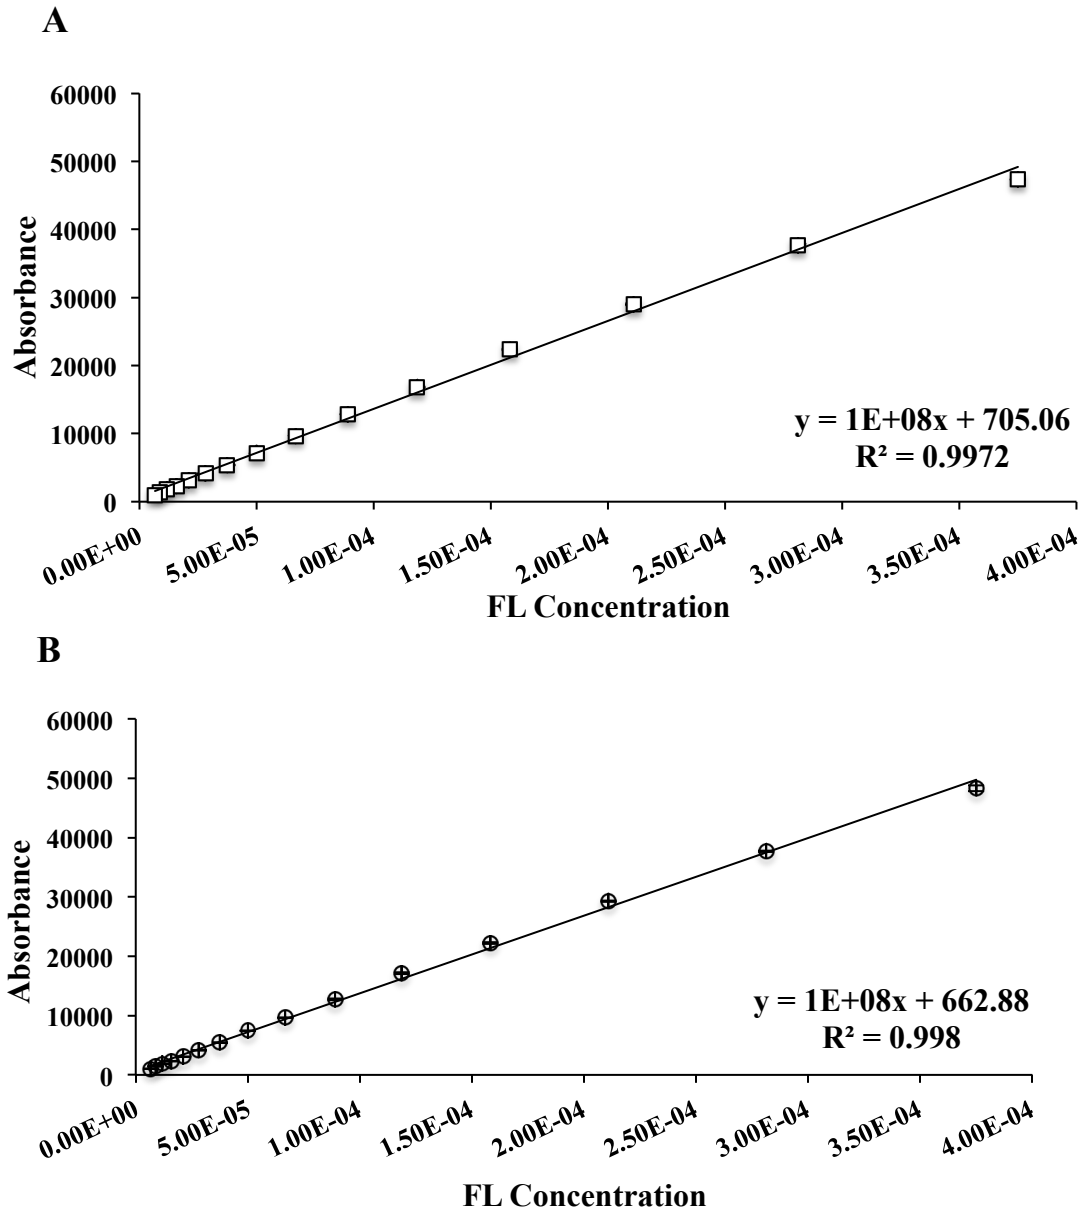 A
60000
50000
40000
30000
20000
10000
0
Absorbance
0.00E+00 5.00E-05 1.00E-04 1.50E-04 2.00E-04 2.50E-04 3.00E-04 3.50E-04 4.00E-04
FL Concentration
y = 1E+08x + 705.06
R² = 0.9972
B
60000
50000
40000
30000
20000
10000
0
Absorbance
0.00E+00 5.00E-05 1.00E-04 1.50E-04 2.00E-04 2.50E-04 3.00E-04 3.50E-04 4.00E-04
FL Concentration
y = 1E+08x + 662.88
R² = 0.998